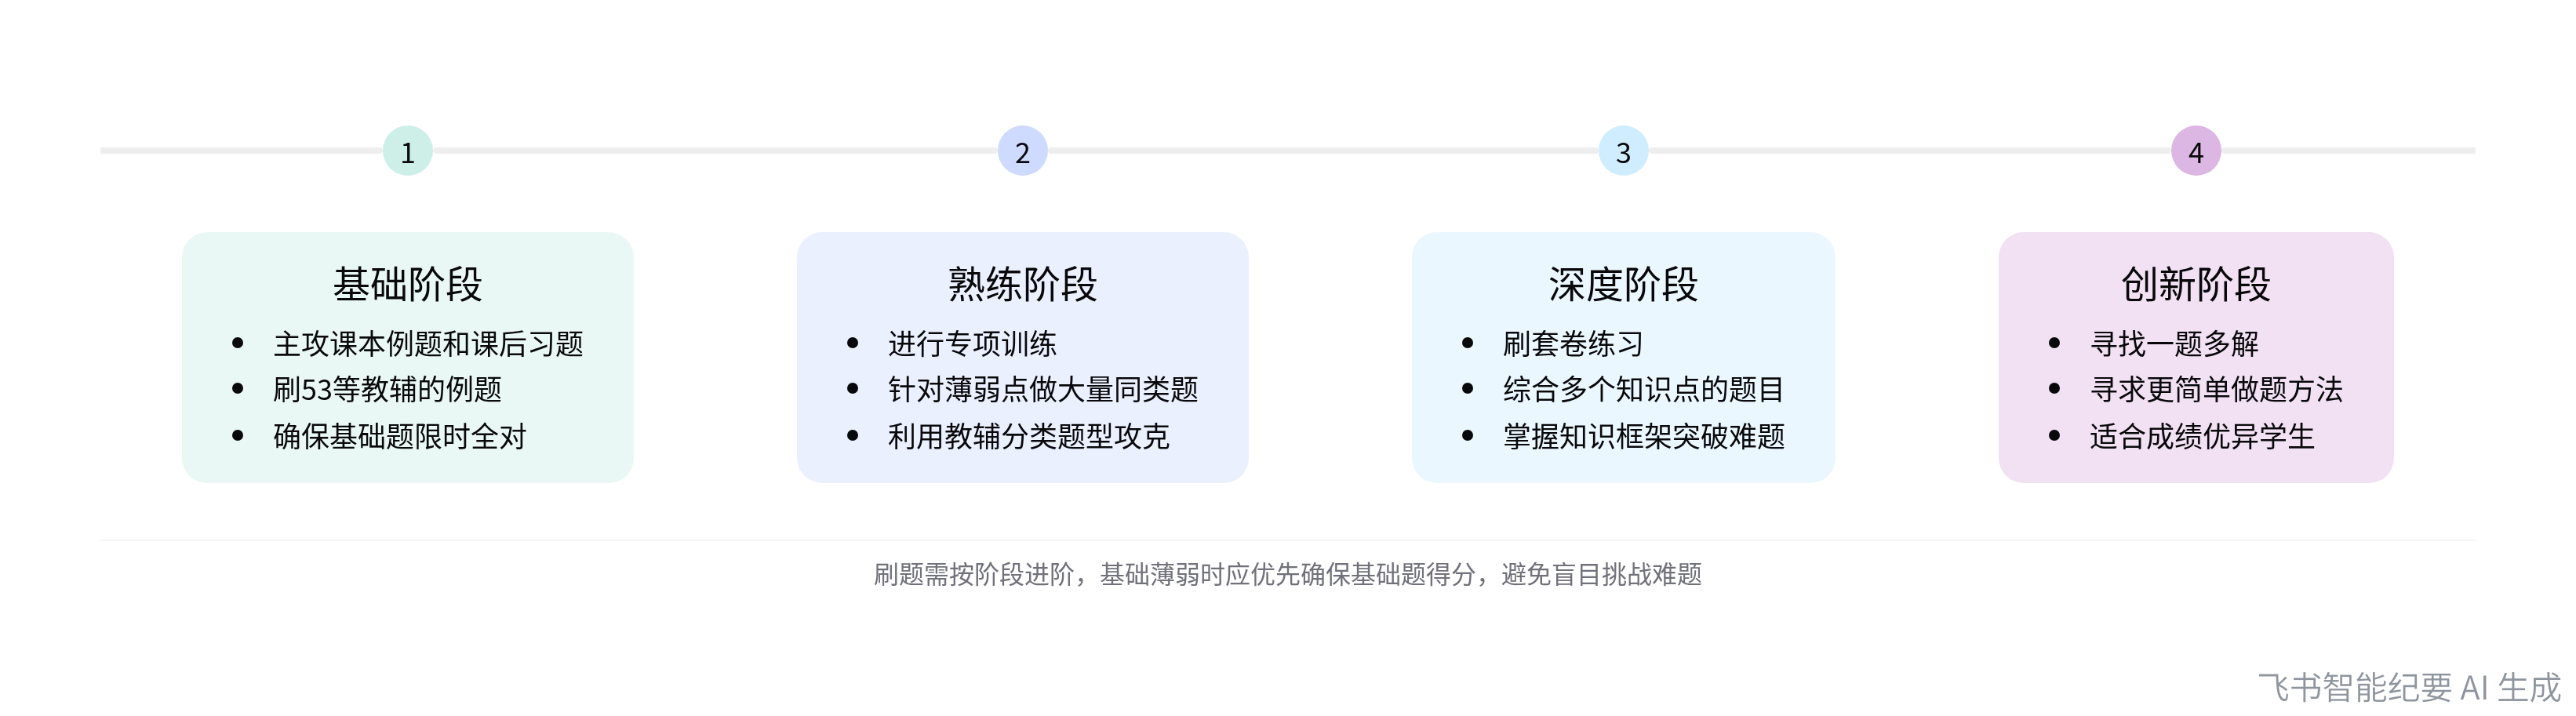 1
2
3
4
基础阶段
• 主攻课本例题和课后习题
• 刷53等教辅的例题
• 确保基础题限时全对
熟练阶段
• 进行专项训练
• 针对薄弱点做大量同类题
• 利用教辅分类题型攻克
深度阶段
• 刷套卷练习
• 综合多个知识点的题目
• 掌握知识框架突破难题
创新阶段
• 寻找一题多解
• 寻求更简单做题方法
• 适合成绩优异学生
刷题需按阶段进阶，基础薄弱时应优先确保基础题得分，避免盲目挑战难题
飞书智能纪要 AI 生成